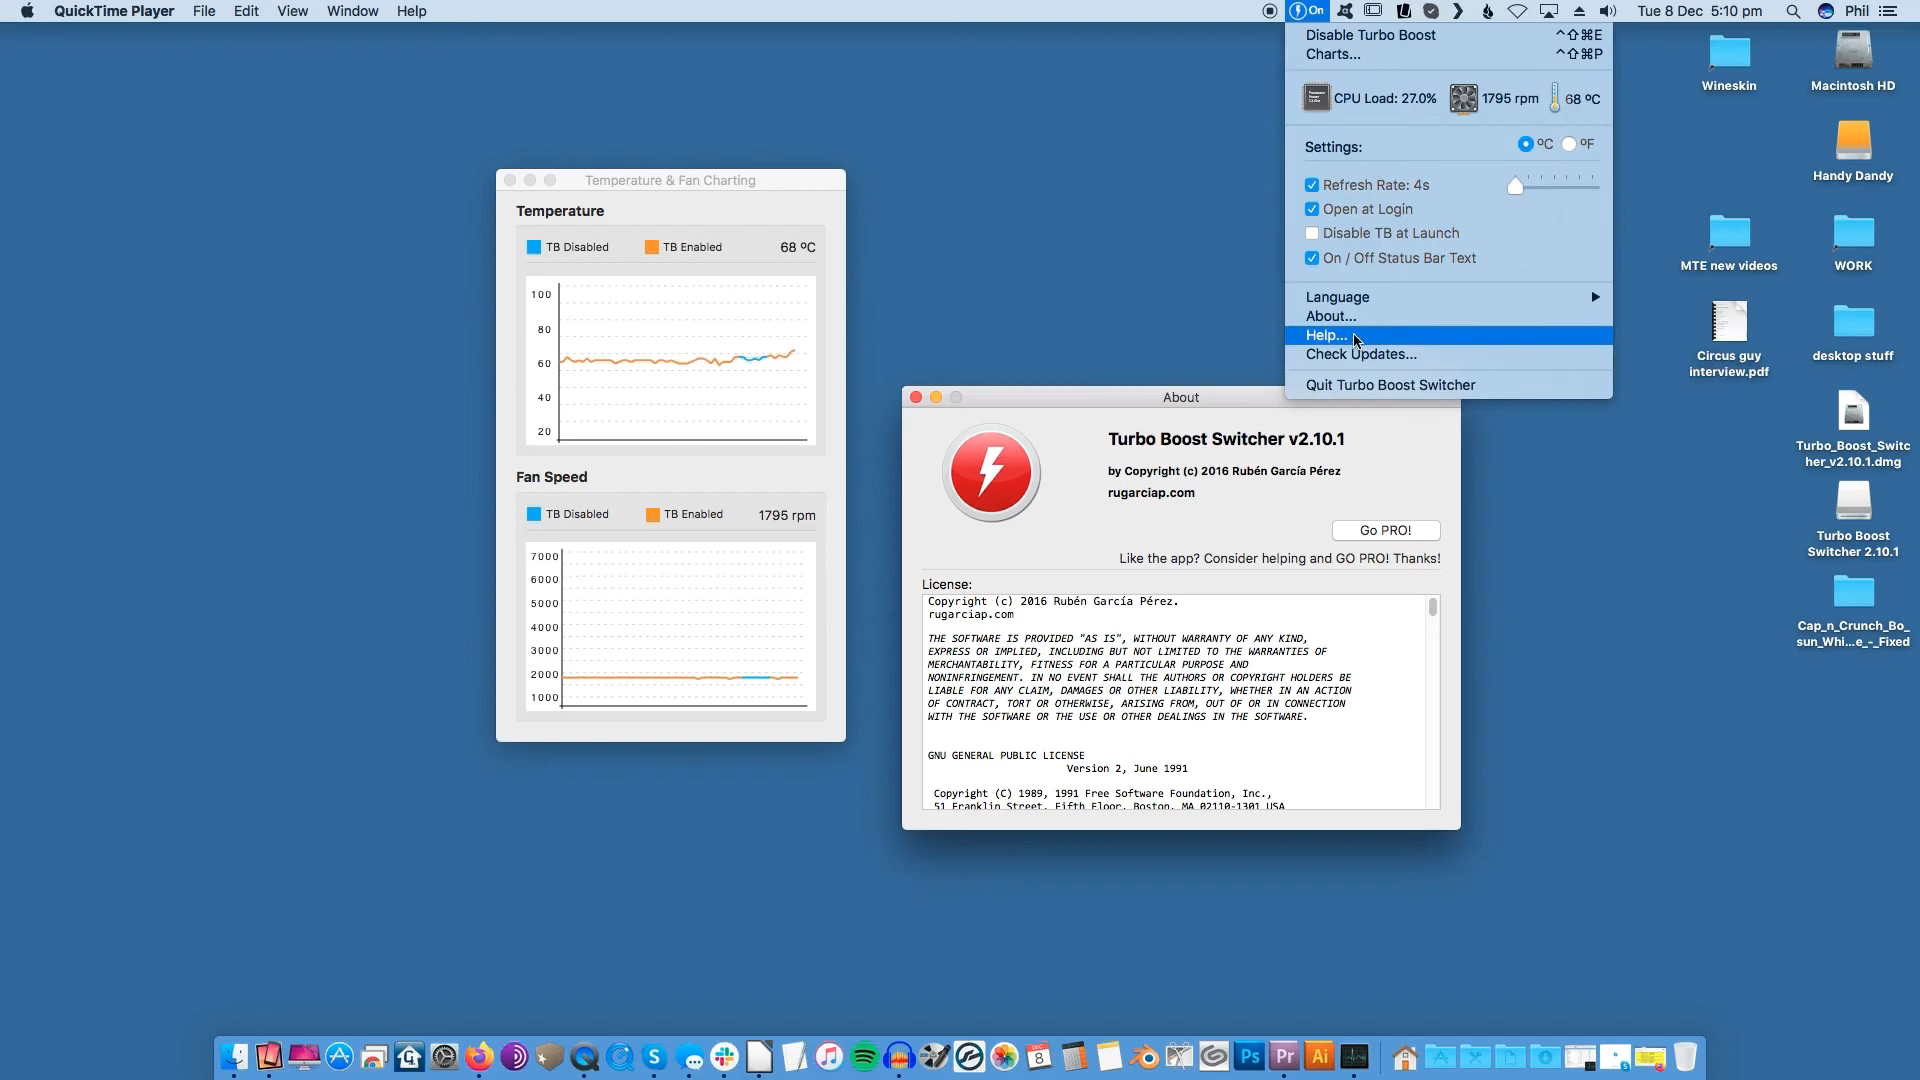 QuickTime Player File Edit View Window Help
On Tue 8 Dec 5:10 pm Phil
Disable Turbo Boost ^⇧⌘E
Charts... ^⇧⌘P
CPU Load: 27.0% 1795 rpm 68 ºC
Settings: ºC ºF
Refresh Rate: 4s
Open at Login
Disable TB at Launch
On / Off Status Bar Text
Language
About...
Help...
Check Updates...
Quit Turbo Boost Switcher
Temperature & Fan Charting
Temperature
TB Disabled TB Enabled 68 ºC
100
80
60
40
20
Fan Speed
TB Disabled TB Enabled 1795 rpm
7000
6000
5000
4000
3000
2000
1000
About
Turbo Boost Switcher v2.10.1
by Copyright (c) 2016 Rubén García Pérez
rugarciap.com
Go PRO!
Like the app? Consider helping and GO PRO! Thanks!
License:
Copyright (c) 2016 Rubén García Pérez.
rugarciap.com
THE SOFTWARE IS PROVIDED "AS IS", WITHOUT WARRANTY OF ANY KIND,
EXPRESS OR IMPLIED, INCLUDING BUT NOT LIMITED TO THE WARRANTIES OF
MERCHANTABILITY, FITNESS FOR A PARTICULAR PURPOSE AND
NONINFRINGEMENT. IN NO EVENT SHALL THE AUTHORS OR COPYRIGHT HOLDERS BE
LIABLE FOR ANY CLAIM, DAMAGES OR OTHER LIABILITY, WHETHER IN AN ACTION
OF CONTRACT, TORT OR OTHERWISE, ARISING FROM, OUT OF OR IN CONNECTION
WITH THE SOFTWARE OR THE USE OR OTHER DEALINGS IN THE SOFTWARE.
GNU GENERAL PUBLIC LICENSE
Version 2, June 1991
Copyright (C) 1989, 1991 Free Software Foundation, Inc.,
51 Franklin Street, Fifth Floor, Boston, MA 02110-1301 USA
Wineskin
Macintosh HD
Handy Dandy
MTE new videos
WORK
Circus guy
interview.pdf
desktop stuff
Turbo_Boost_Switc
her_v2.10.1.dmg
Turbo Boost
Switcher 2.10.1
Cap_n_Crunch_Bo_
sun_Whi...e_-_Fixed
DEC
8
Ps Pr Ai